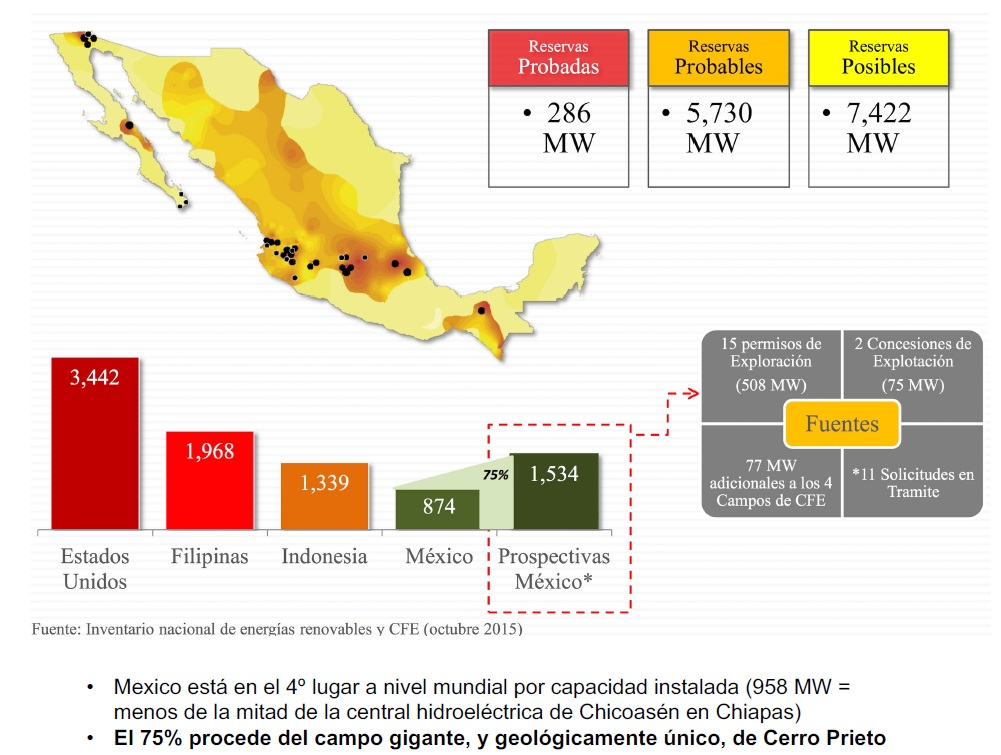 Reservas
Probadas
• 286
MW
Reservas
Probables
• 5,730
MW
Reservas
Posibles
• 7,422
MW
3,442
1,968
1,339
874
75%
1,534
Estados
Unidos
Filipinas
Indonesia
México
Prospectivas
México*
15 permisos de
Exploración
(508 MW)
2 Concesiones de
Explotación
(75 MW)
Fuentes
77 MW
adicionales a los 4
Campos de CFE
*11 Solicitudes en
Tramite
Fuente: Inventario nacional de energías renovables y CFE (octubre 2015)
• Mexico está en el 4º lugar a nivel mundial por capacidad instalada (958 MW =
menos de la mitad de la central hidroeléctrica de Chicoasén en Chiapas)
• El 75% procede del campo gigante, y geológicamente único, de Cerro Prieto